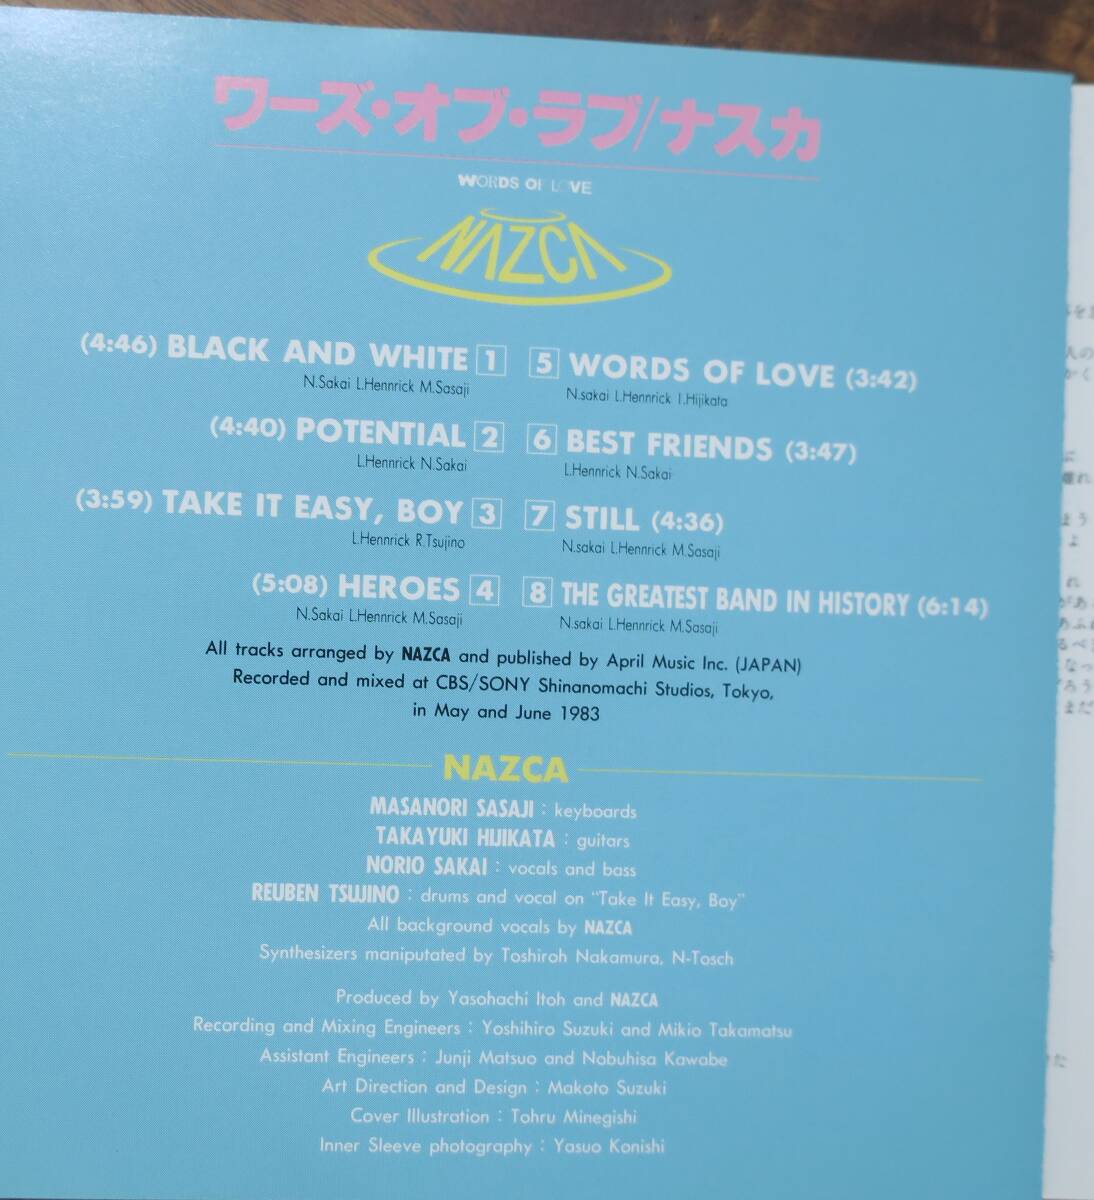 ワーズ・オブ・ラブ/ナスカ
WORDS OF LOVE
NAZCA
(4:46) BLACK AND WHITE 1
N.Sakai L.Hennrick M.Sasaji
(4:40) POTENTIAL 2
L.Hennrick N.Sakai
(3:59) TAKE IT EASY, BOY 3
L.Hennrick R.Tsujino
(5:08) HEROES 4
N.Sakai L.Hennrick M.Sasaji
5 WORDS OF LOVE (3:42)
N.sakai L.Hennrick I.Hijikata
6 BEST FRIENDS (3:47)
L.Hennrick N.Sakai
7 STILL (4:36)
N.sakai L.Hennrick M.Sasaji
8 THE GREATEST BAND IN HISTORY (6:14)
N.sakai L.Hennrick M.Sasaji
All tracks arranged by NAZCA and published by April Music Inc. (JAPAN)
Recorded and mixed at CBS/SONY Shinanomachi Studios, Tokyo,
in May and June 1983
NAZCA
MASANORI SASAJI : keyboards
TAKAYUKI HIJIKATA : guitars
NORIO SAKAI : vocals and bass
REUBEN TSUJINO : drums and vocal on "Take It Easy, Boy"
All background vocals by NAZCA
Synthesizers maniputated by Toshiroh Nakamura, N-Tosch
Produced by Yasohachi Itoh and NAZCA
Recording and Mixing Engineers : Yoshihiro Suzuki and Mikio Takamatsu
Assistant Engineers : Junji Matsuo and Nobuhisa Kawabe
Art Direction and Design : Makoto Suzuki
Cover Illustration : Tohru Minegishi
Inner Sleeve photography : Yasuo Konishi